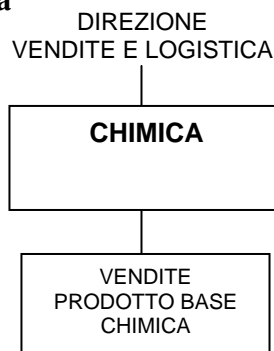 a
DIREZIONE
VENDITE E LOGISTICA
CHIMICA
VENDITE
PRODOTTO BASE
CHIMICA